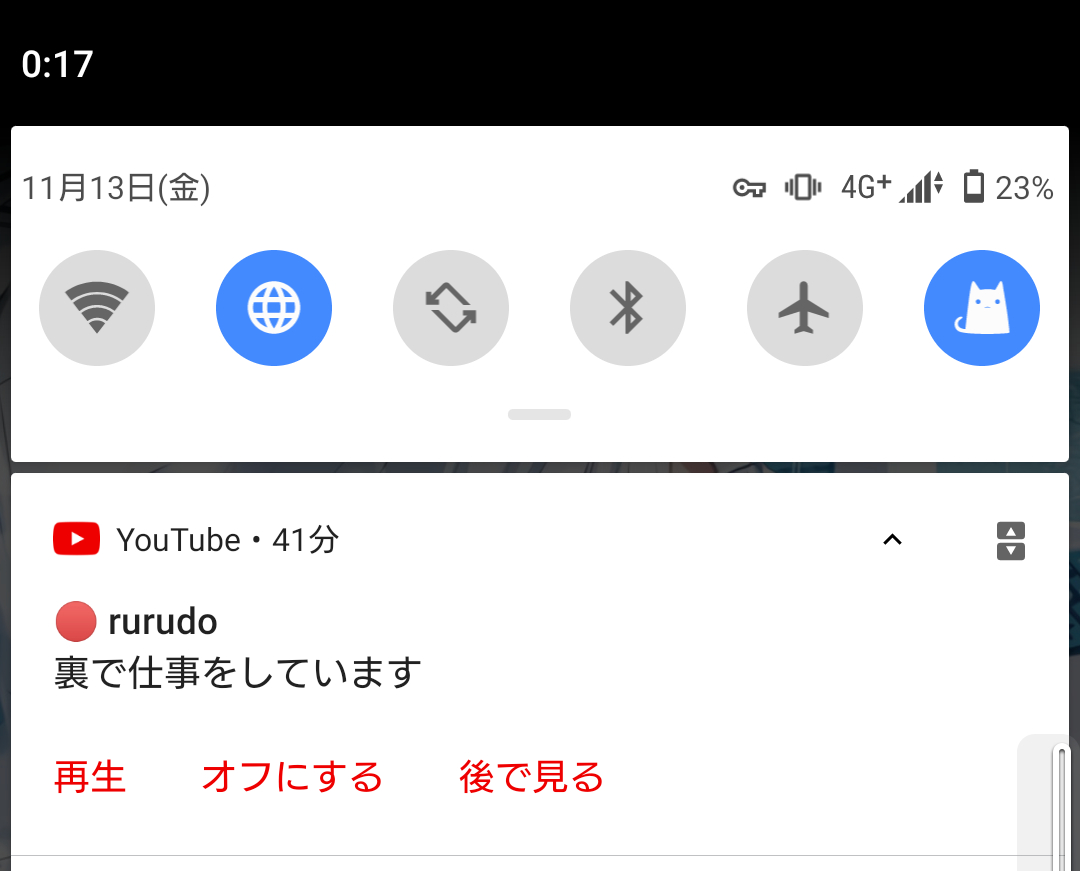 0:17
11月13日(金) 4G+ 23%
YouTube • 41分
rurudo
裏で仕事をしています
再生 オフにする 後で見る